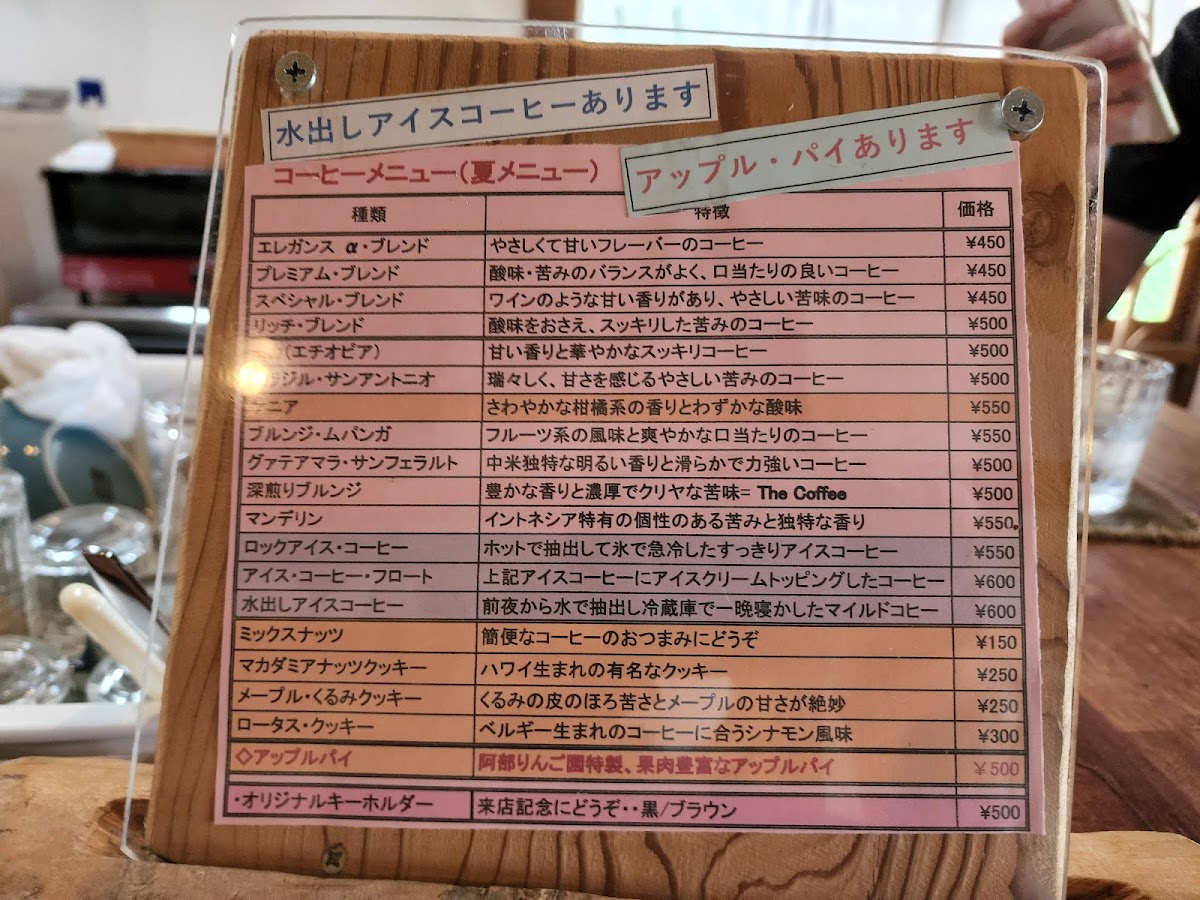 水出しアイスコーヒーあります
アップル・パイあります
コーヒーメニュー(夏メニュー)
種類 特徴 価格
エレガンス α・ブレンド やさしくて甘いフレーバーのコーヒー ¥450
プレミアム・ブレンド 酸味・苦みのバランスがよく、口当たりの良いコーヒー ¥450
スペシャル・ブレンド ワインのような甘い香りがあり、やさしい苦味のコーヒー ¥450
リッチ・ブレンド 酸味をおさえ、スッキリした苦みのコーヒー ¥500
(エチオピア) 甘い香りと華やかなスッキリコーヒー ¥500
ジル・サンアントニオ 瑞々しく、甘さを感じるやさしい苦みのコーヒー ¥500
ニア さわやかな柑橘系の香りとわずかな酸味 ¥550
ブルンジ・ムバンガ フルーツ系の風味と爽やかな口当たりのコーヒー ¥550
グァテアマラ・サンフェラルト 中米独特な明るい香りと滑らかで力強いコーヒー ¥500
深煎りブルンジ 豊かな香りと濃厚でクリヤな苦味= The Coffee ¥500
マンデリン イントネシア特有の個性のある苦みと独特な香り ¥550
ロックアイス・コーヒー ホットで抽出して氷で急冷したすっきりアイスコーヒー ¥550
アイス・コーヒー・フロート 上記アイスコーヒーにアイスクリームトッピングしたコーヒー ¥600
水出しアイスコーヒー 前夜から水で抽出し冷蔵庫で一晩寝かしたマイルドコーヒー ¥600
ミックスナッツ 簡便なコーヒーのおつまみにどうぞ ¥150
マカダミアナッツクッキー ハワイ生まれの有名なクッキー ¥250
メープル・くるみクッキー くるみの皮のほろ苦さとメープルの甘さが絶妙 ¥250
ロータス・クッキー ベルギー生まれのコーヒーに合うシナモン風味 ¥300
◇アップルパイ 阿部りんご園特製、果肉豊富なアップルパイ ¥500
・オリジナルキーホルダー 来店記念にどうぞ・・黒/ブラウン ¥500